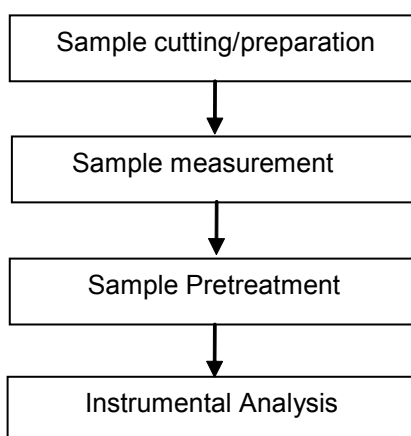 Sample cutting/preparation
Sample measurement
Sample Pretreatment
Instrumental Analysis